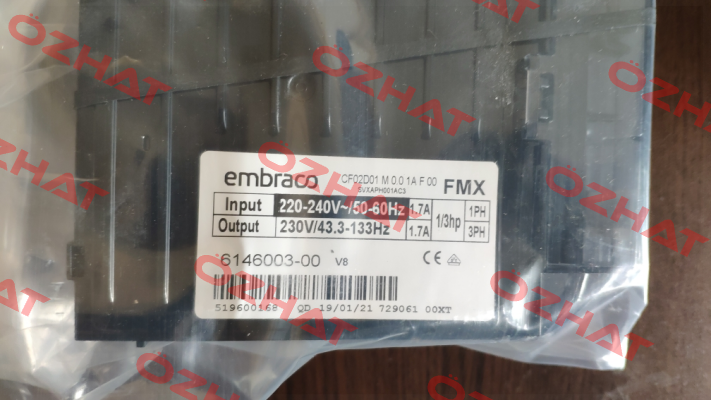 embraco CF02D01 M 0.0 1A F 00 FMX
SVXAPH001AC3
Input 220-240V~/50-60Hz 1.7A 1/3hp 1PH
Output 230V/43.3-133Hz 1.7A 3PH
6146003-00 V8 CE
519600168 QD 19/01/21 729061 00XT
OZHAT
OZHAT
OZHAT
OZHAT
OZHAT
OZHAT
OZHAT
OZHAT